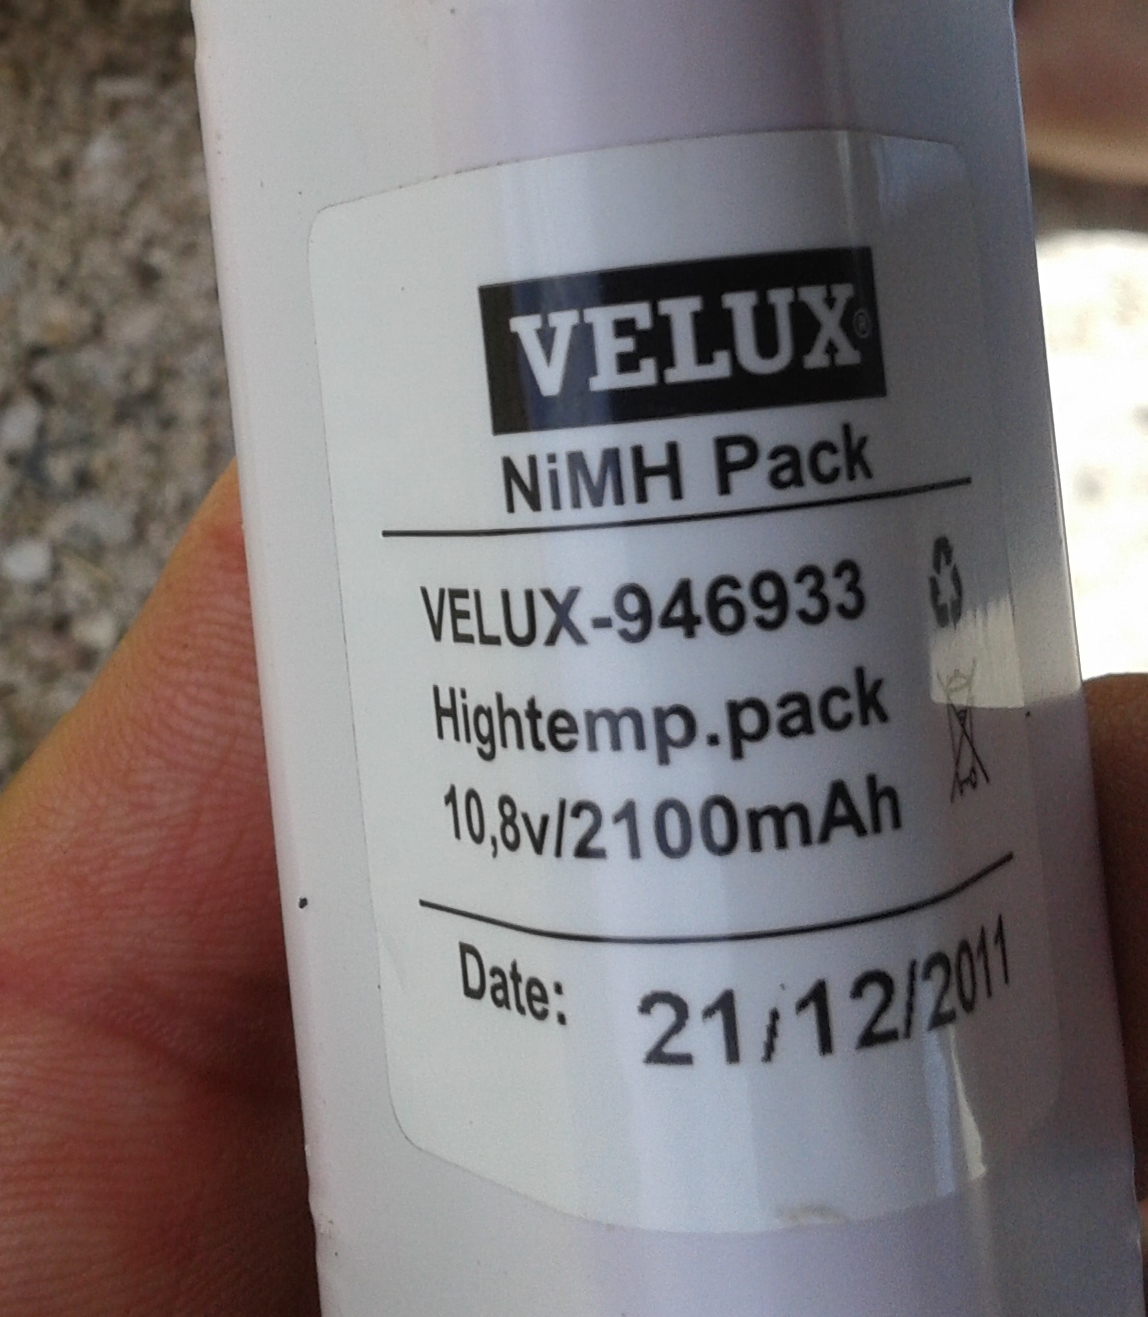 VELUX®
NiMH Pack
VELUX-946933
Hightemp.pack
10,8v/2100mAh
Date: 21/12/2011